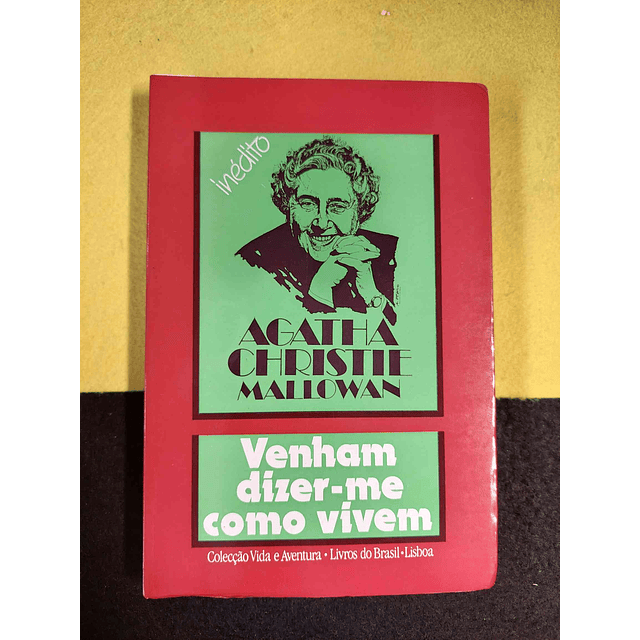 inédito
AGATHA
CHRISTIE
MALLOWAN
Venham
dizer-me
como vivem
Colecção Vida e Aventura • Livros do Brasil • Lisboa